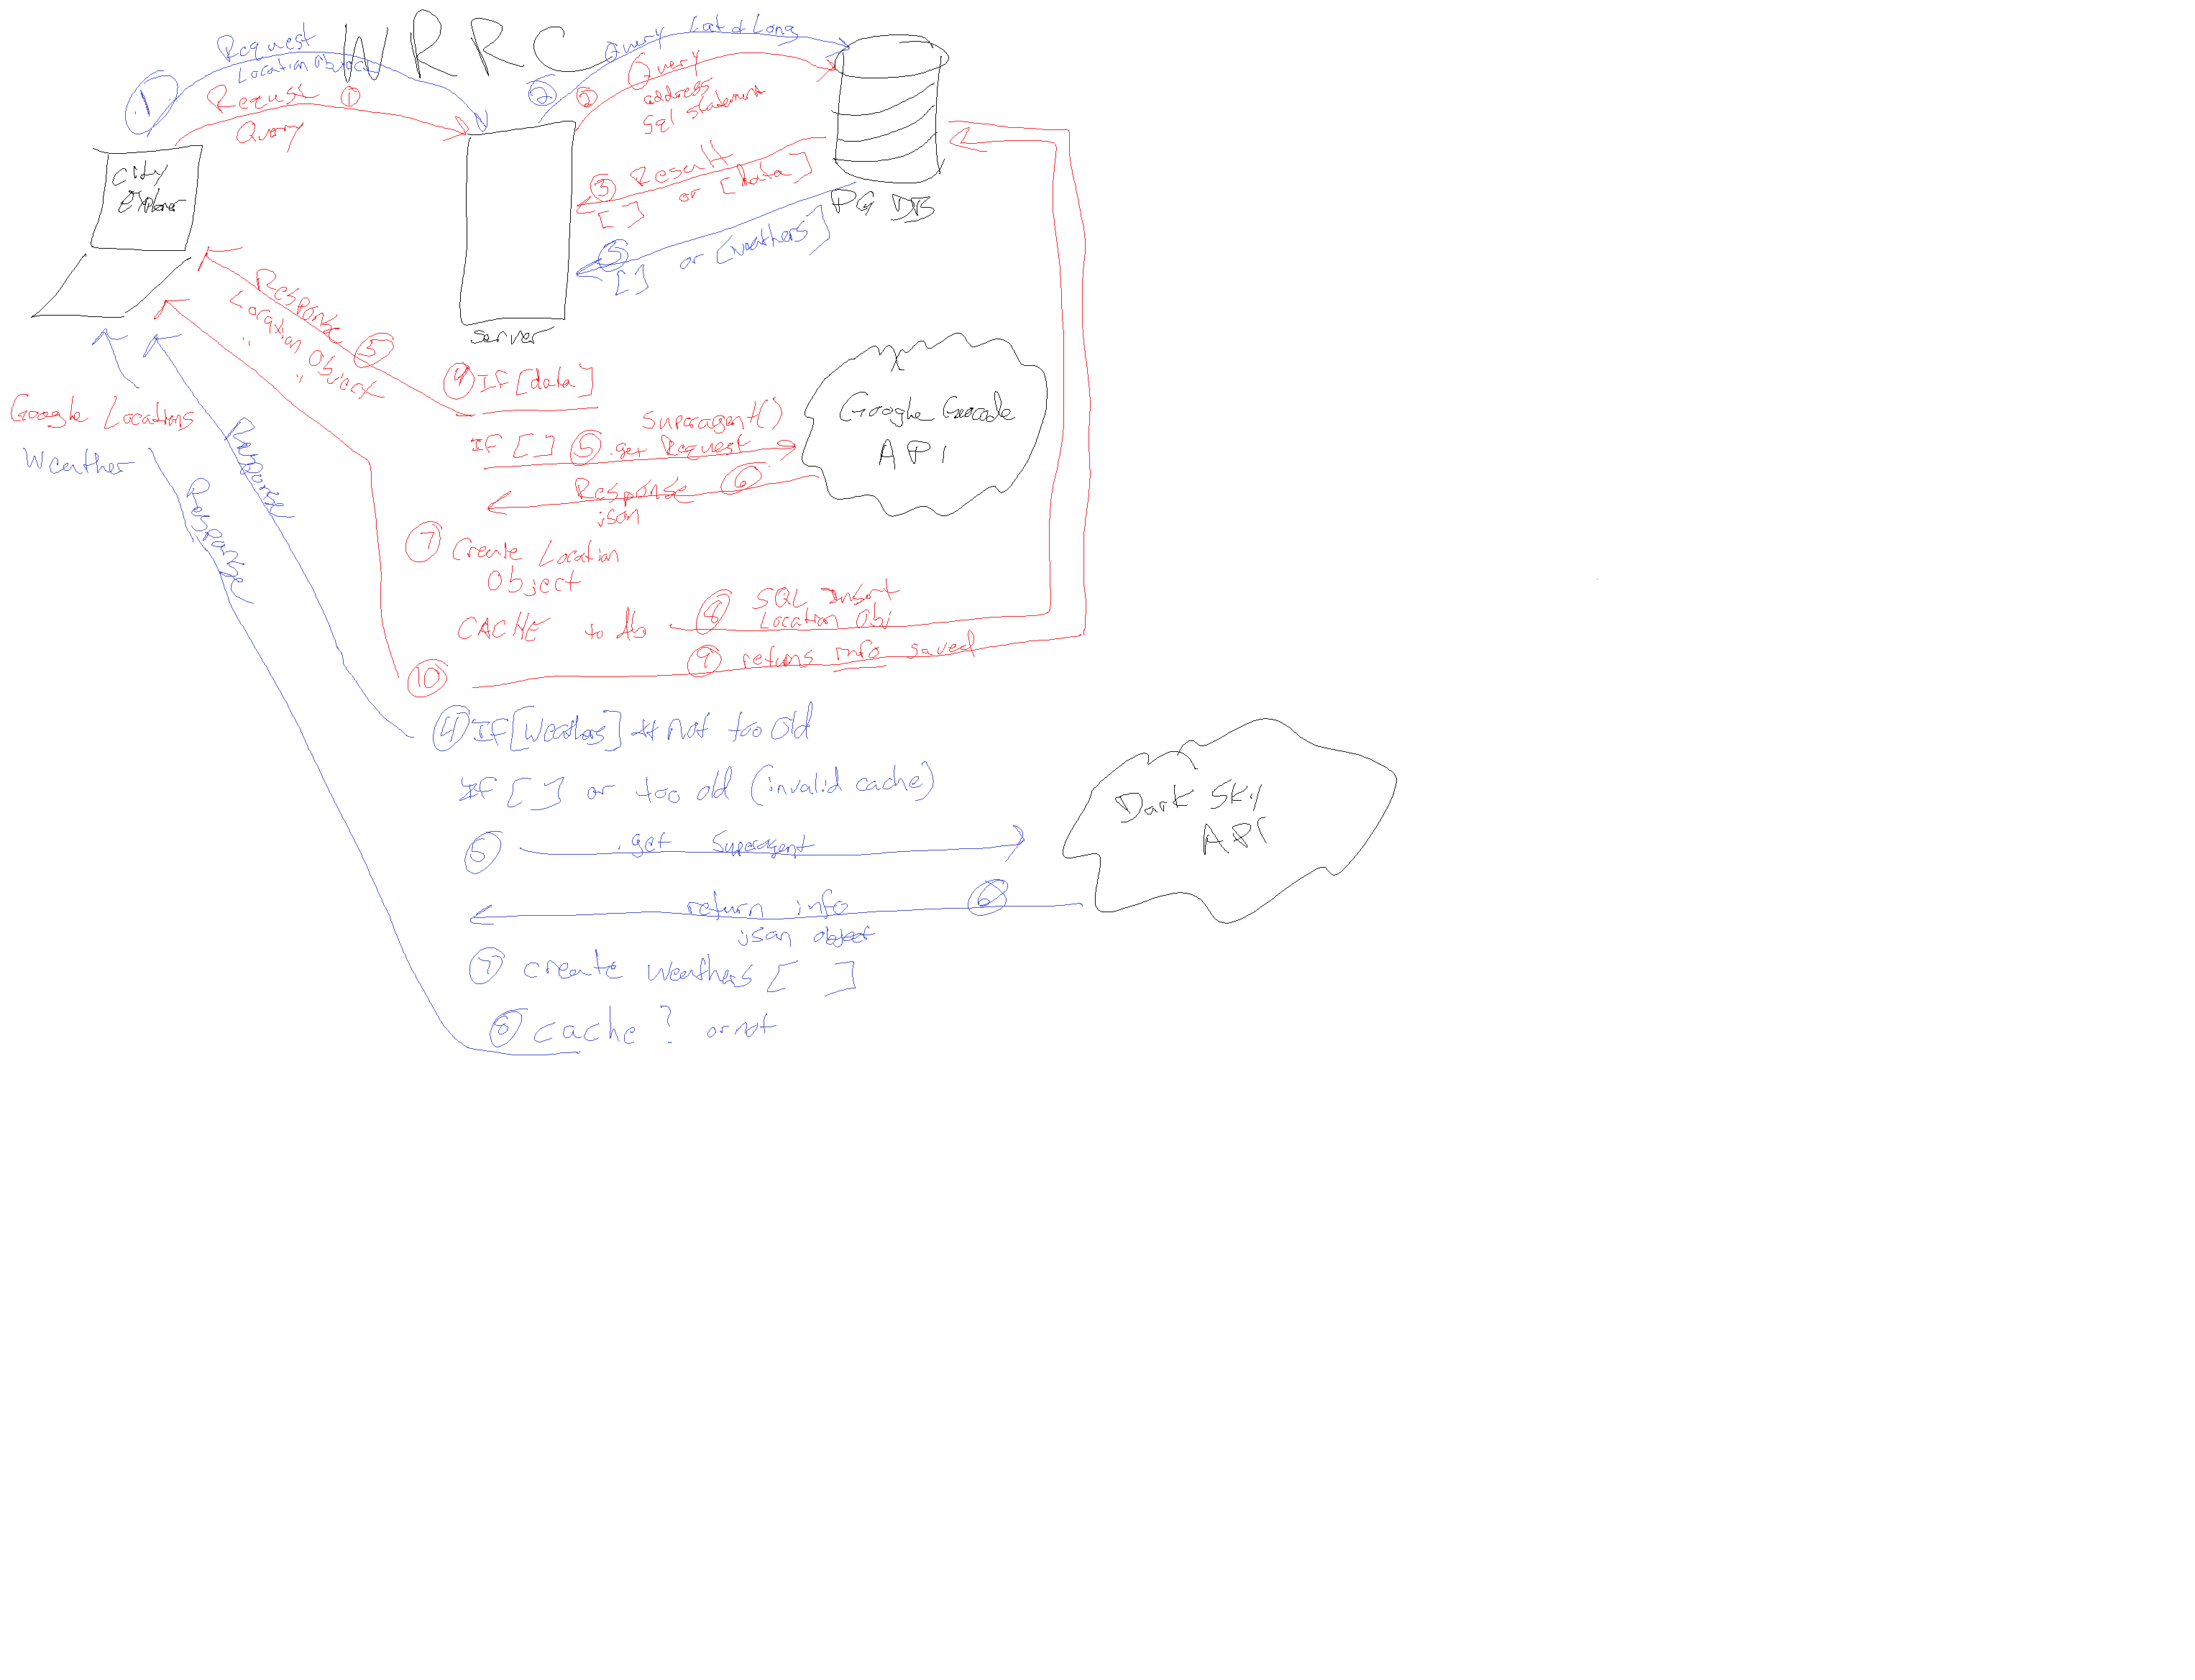 WRRC
① Request
Location Object
Request ①
Query
② Query Lat & Long
② Query
address
Sql Statement
City
Explorer
③ Result
[ ] or [data]
PG DB
[ ] or [weathers]
Server
Response ⑤
Location Object
④ If [data]
Google Locations
Weather
Superagent()
If [ ] ⑤ .get Request
Google Geocode
API
Response ⑥
json
Response
Response
⑦ Create Location
Object
CACHE to db ⑧ SQL Insert
Location Obj
⑨ returns info saved
⑩
④ If [Weathers] not too old
If [ ] or too old (invalid cache)
Dark Sky
API
⑤ .get Superagent
return info ⑥
json object
⑦ create weathers [ ]
⑧ cache? or not